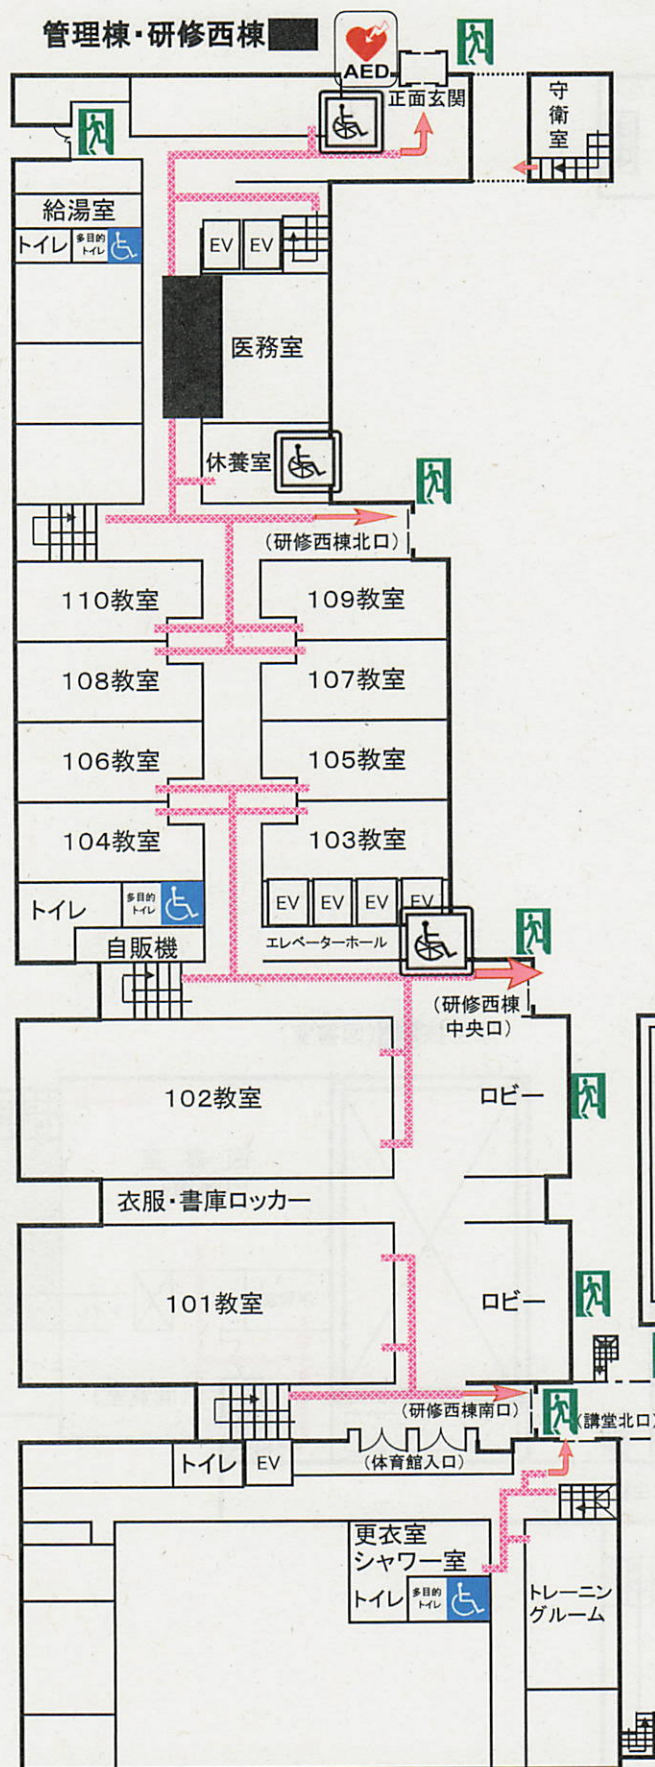 管理棟・研修西棟
AED
正面玄関
守衛室
給湯室
トイレ
多目的
トイレ
EV
EV
医務室
休養室
(研修西棟北口)
110教室
109教室
108教室
107教室
106教室
105教室
104教室
103教室
トイレ
多目的
トイレ
EV
EV
EV
EV
自販機
エレベーターホール
(研修西棟
中央口)
102教室
ロビー
衣服・書庫ロッカー
101教室
ロビー
(研修西棟南口)
(講堂北口)
トイレ
EV
(体育館入口)
更衣室
シャワー室
トイレ
多目的
トイレ
トレーニン
グルーム